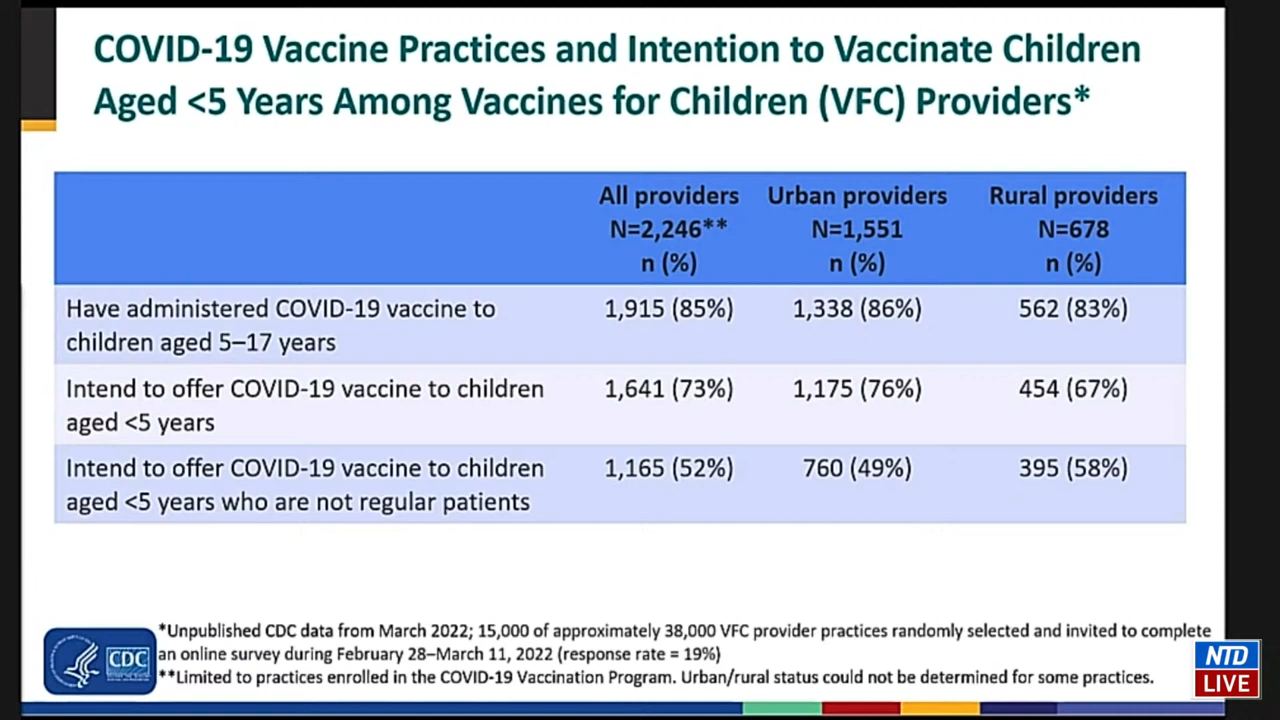 COVID-19 Vaccine Practices and Intention to Vaccinate Children
Aged <5 Years Among Vaccines for Children (VFC) Providers*
All providers Urban providers Rural providers
N=2,246** N=1,551 N=678
n (%) n (%) n (%)
Have administered COVID-19 vaccine to 1,915 (85%) 1,338 (86%) 562 (83%)
children aged 5–17 years
Intend to offer COVID-19 vaccine to children 1,641 (73%) 1,175 (76%) 454 (67%)
aged <5 years
Intend to offer COVID-19 vaccine to children 1,165 (52%) 760 (49%) 395 (58%)
aged <5 years who are not regular patients
*Unpublished CDC data from March 2022; 15,000 of approximately 38,000 VFC provider practices randomly selected and invited to complete
an online survey during February 28–March 11, 2022 (response rate = 19%)
**Limited to practices enrolled in the COVID-19 Vaccination Program. Urban/rural status could not be determined for some practices.
CDC
NTD
LIVE